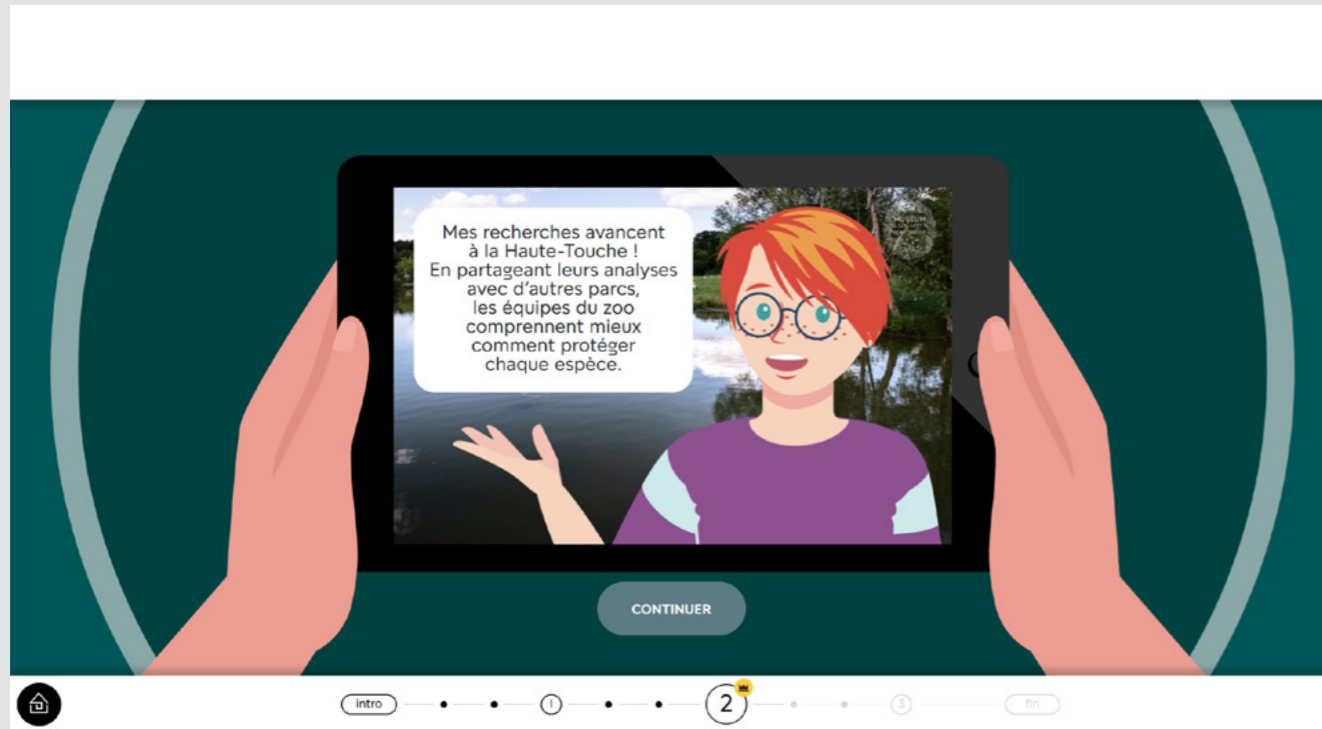 MUSÉUM
Mes recherches avancent
à la Haute-Touche !
En partageant leurs analyses
avec d'autres parcs,
les équipes du zoo
comprennent mieux
comment protéger
chaque espèce.
CONTINUER
intro
1
2
3
fin